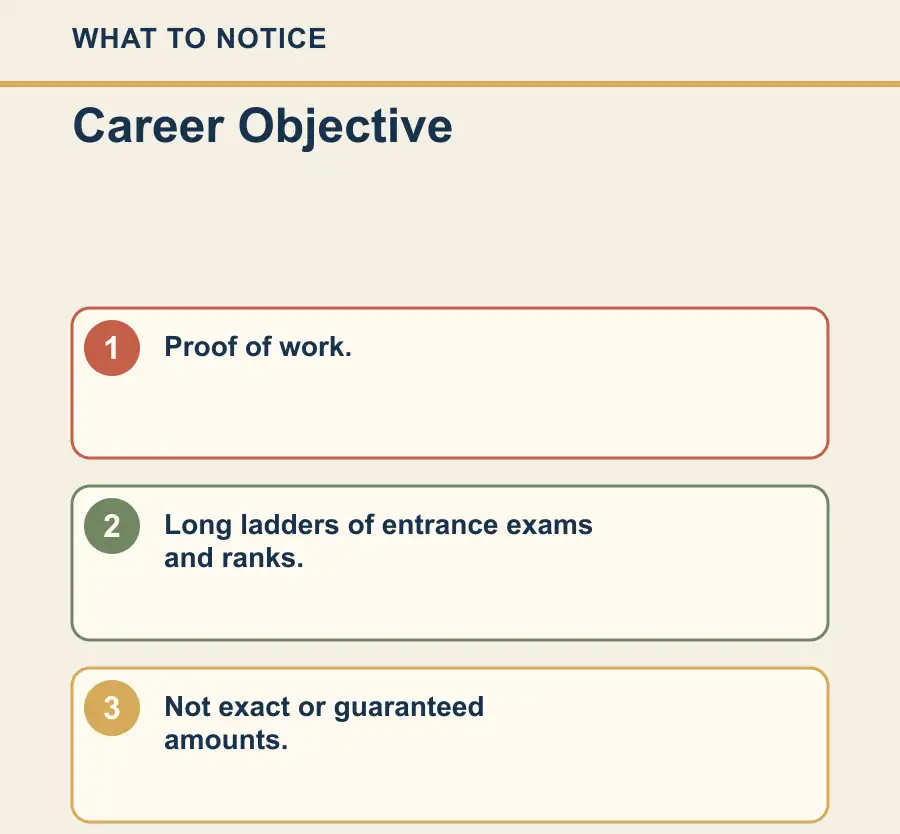 WHAT TO NOTICE
Career Objective
1
Proof of work.
2
Long ladders of entrance exams
and ranks.
3
Not exact or guaranteed
amounts.